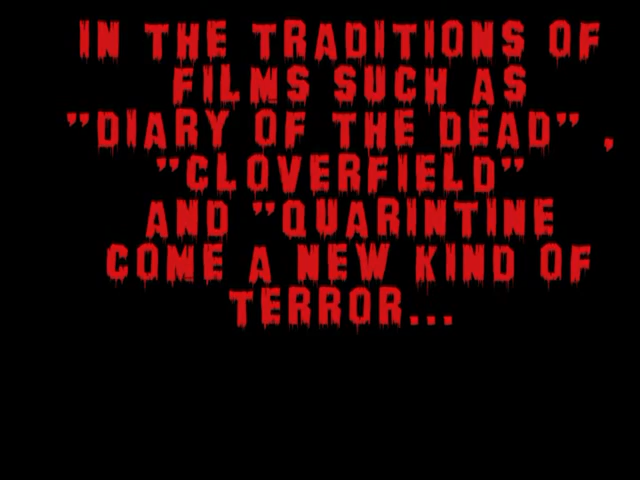 IN THE TRADITIONS OF
FILMS SUCH AS
"DIARY OF THE DEAD" ,
"CLOVERFIELD"
AND "QUARINTINE
COME A NEW KIND OF
TERROR...